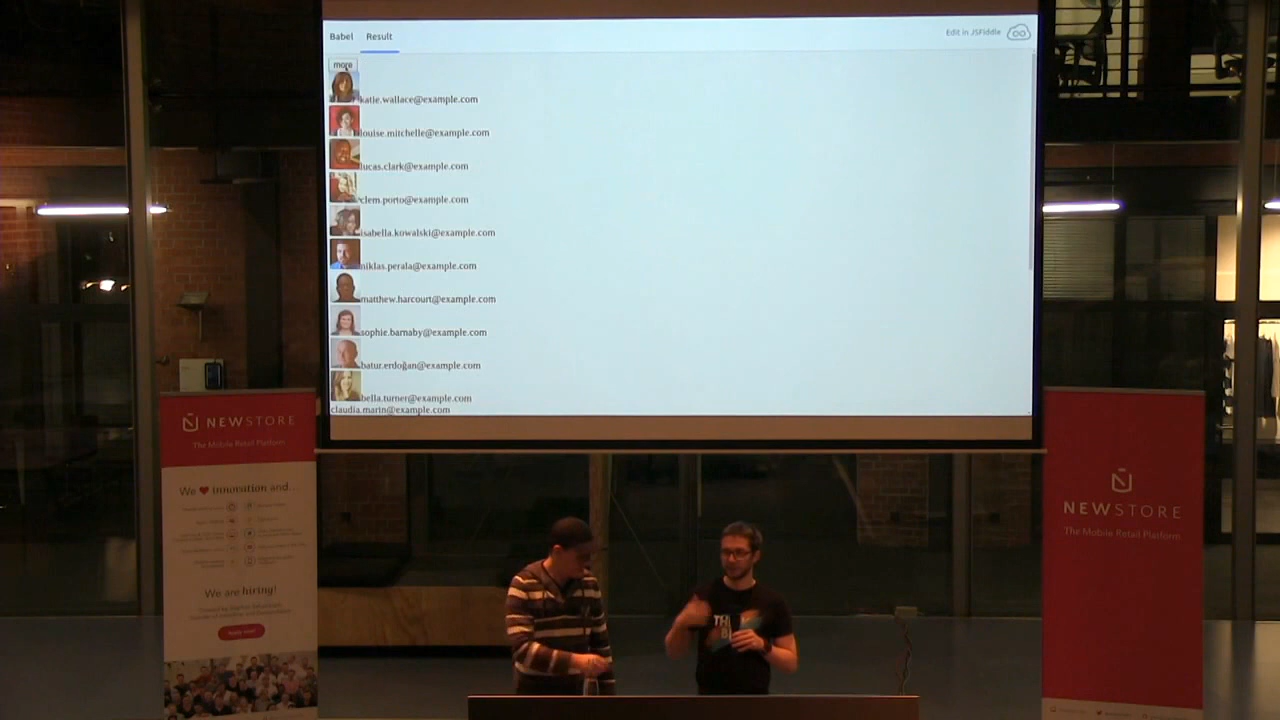 Babel Result
Edit in JSFiddle
more
katie.wallace@example.com
louise.mitchelle@example.com
lucas.clark@example.com
clem.porto@example.com
isabella.kowalski@example.com
niklas.perala@example.com
matthew.harcourt@example.com
sophie.barnaby@example.com
batur.erdoğan@example.com
bella.turner@example.com
claudia.marin@example.com
NEWSTORE
The Mobile Retail Platform
We ❤ innovation and...
We are hiring!
Apply now!
NEWSTORE
The Mobile Retail Platform
TH
B